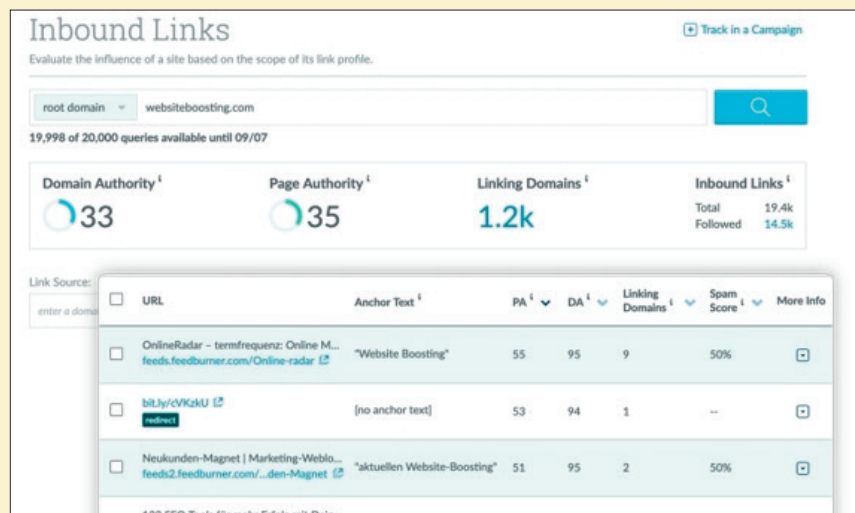 Inbound Links
Track in a Campaign
Evaluate the influence of a site based on the scope of its link profile.
root domain websiteboosting.com
19,998 of 20,000 queries available until 09/07
Domain Authority i Page Authority i Linking Domains i Inbound Links i
33 35 1.2k
Total 19.4k
Followed 14.5k
Link Source:
enter a doma
URL Anchor Text i PA i DA i Linking Domains i Spam Score i More Info
OnlineRadar – termfrequenz: Online M...
feeds.feedburner.com/Online-radar "Website Boosting" 55 95 9 50%
bit.ly/cVKzkU
redirect [no anchor text] 53 94 1 --
Neukunden-Magnet | Marketing-Weblo...
feeds2.feedburner.com/...den-Magnet "aktuellen Website-Boosting" 51 95 2 50%